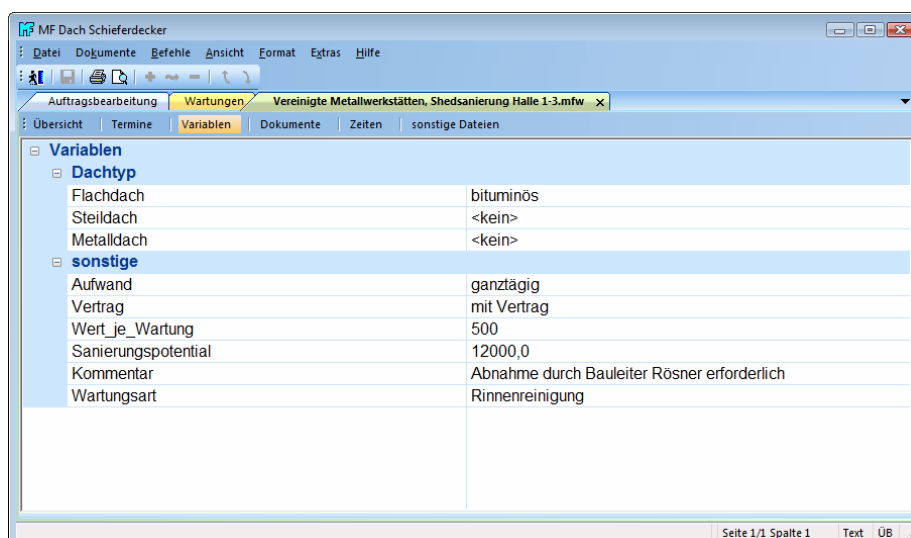 MF Dach Schieferdecker
Datei Dokumente Befehle Ansicht Format Extras Hilfe
Auftragsbearbeitung Wartungen Vereinigte Metallwerkstätten, Shedsanierung Halle 1-3.mfw x
Übersicht Termine Variablen Dokumente Zeiten sonstige Dateien
Variablen
Dachtyp
Flachdach bituminös
Steildach <kein>
Metalldach <kein>
sonstige
Aufwand ganztägig
Vertrag mit Vertrag
Wert_je_Wartung 500
Sanierungspotential 12000,0
Kommentar Abnahme durch Bauleiter Rösner erforderlich
Wartungsart Rinnenreinigung
Seite 1/1 Spalte 1 Text ÜB